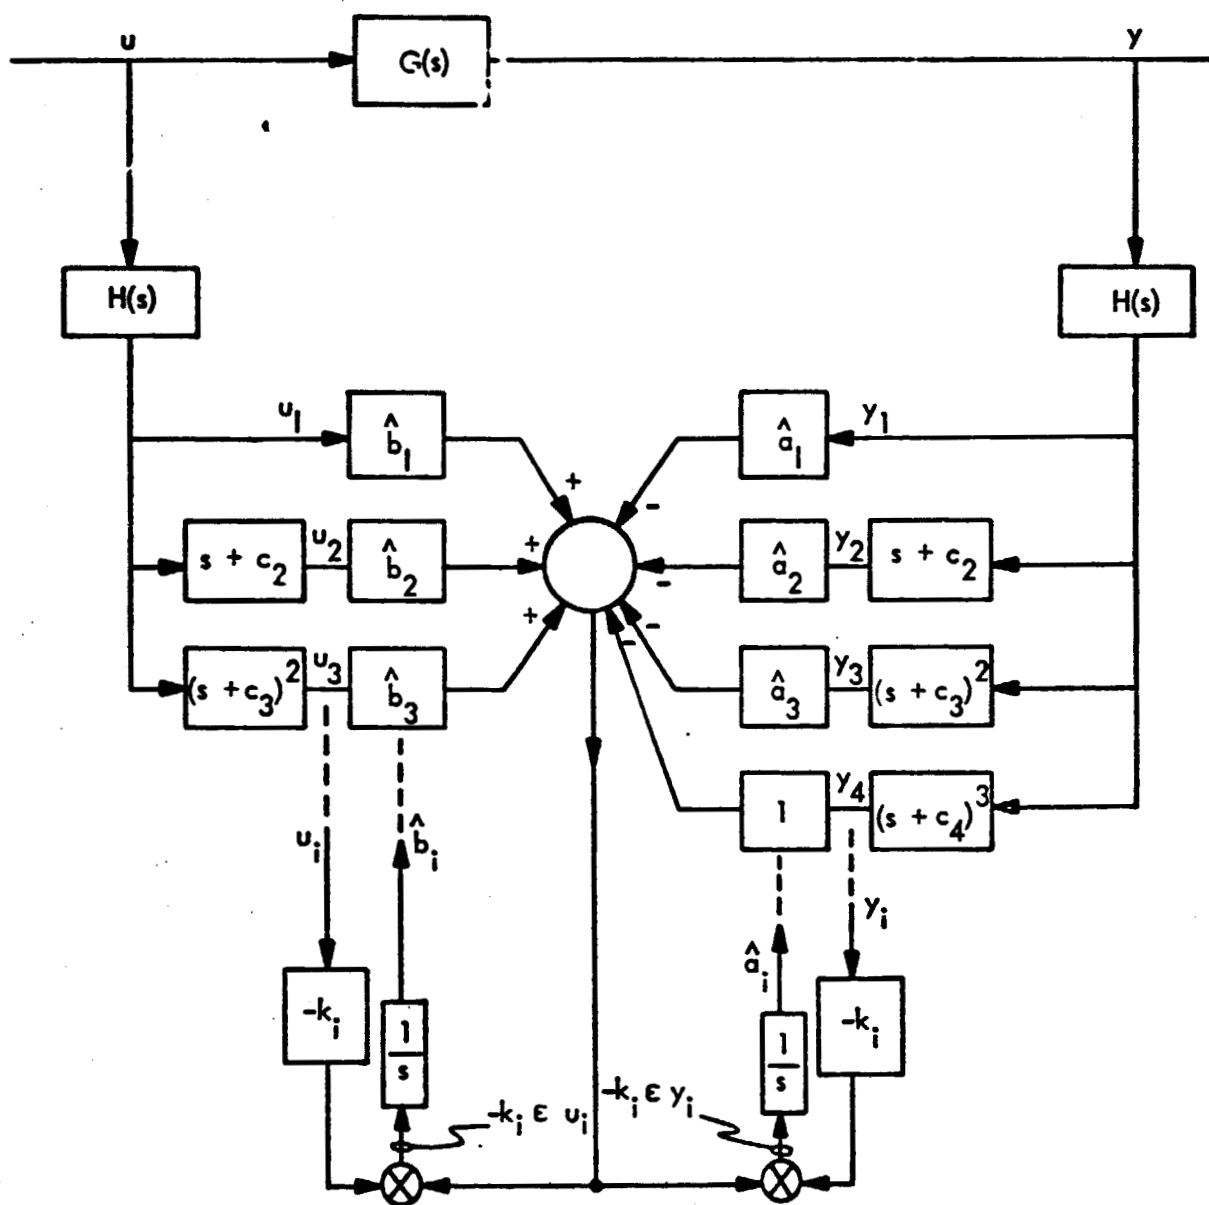 u
y
G(s)
H(s)
H(s)
u₁
b̂₁
â₁
y₁
+
-
s + c₂
u₂
b̂₂
+
-
â₂
y₂
s + c₂
(s + c₃)²
u₃
b̂₃
+
-
-
â₃
y₃
(s + c₃)²
1
y₄
(s + c₄)³
uᵢ
b̂ᵢ
yᵢ
âᵢ
-kᵢ
1/s
-kᵢ
1/s
-kᵢ ε uᵢ
-kᵢ ε yᵢ